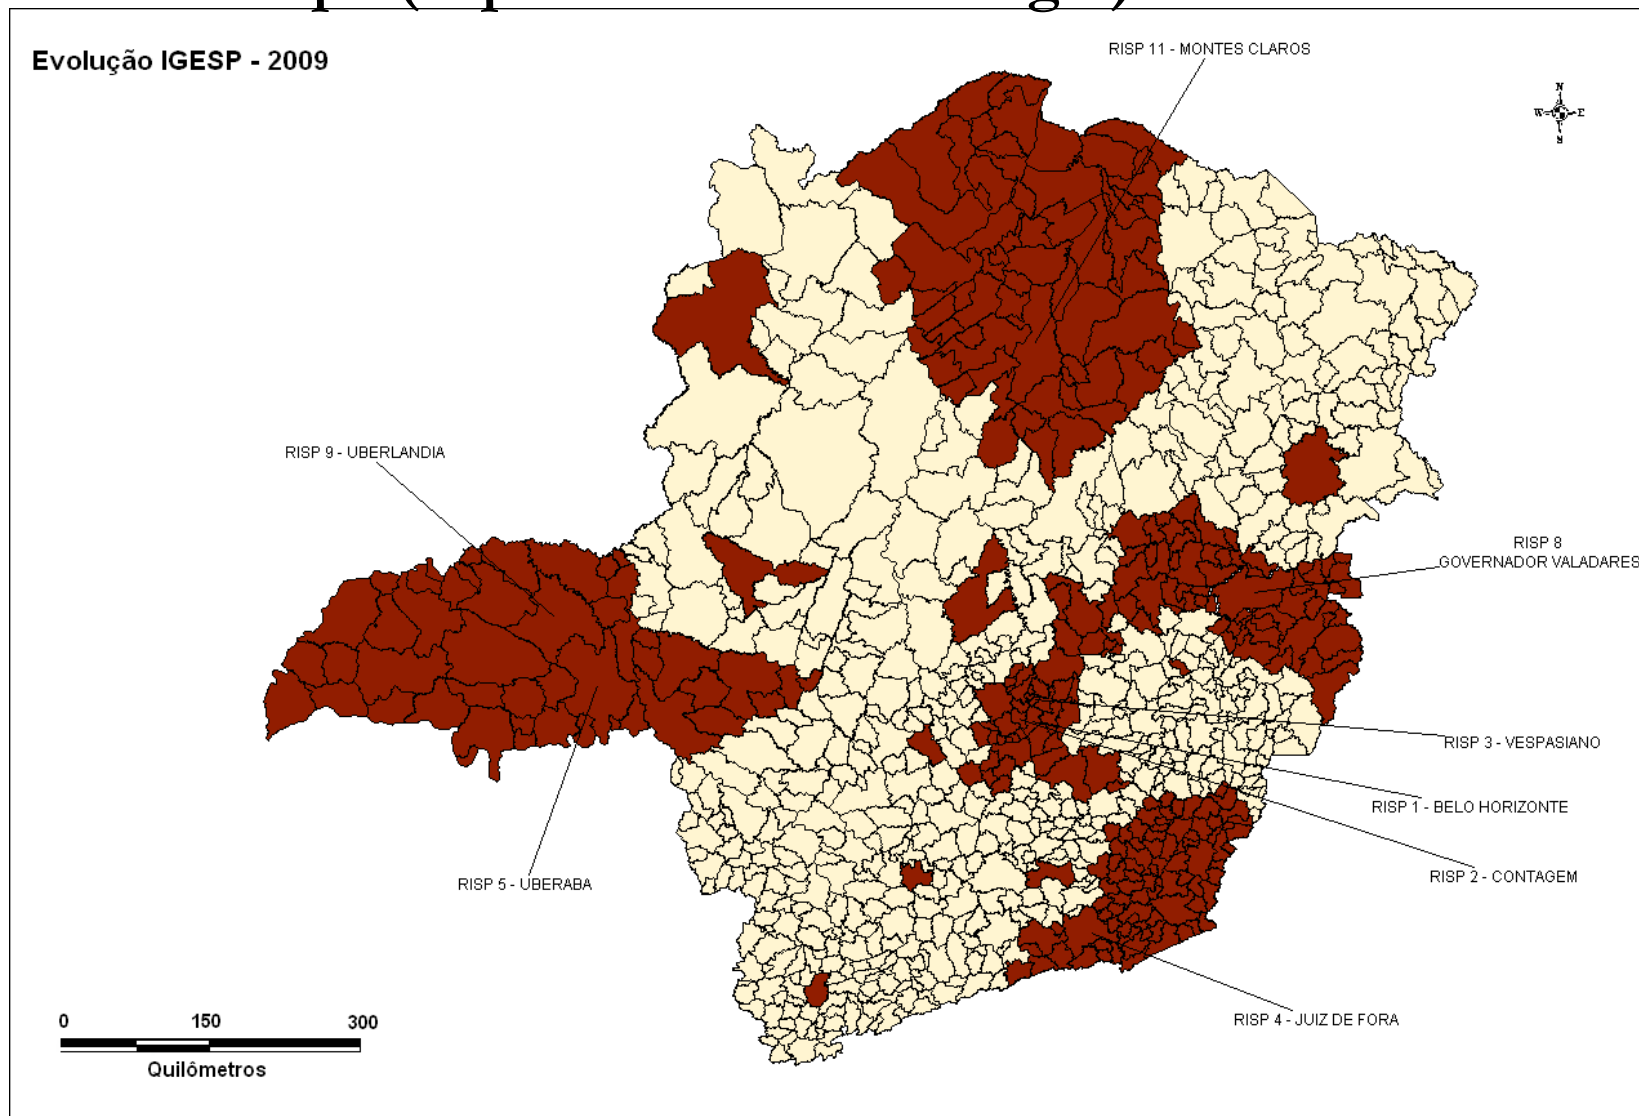 Evolução IGESP - 2009
RISP 11 - MONTES CLAROS
N
W
E
S
RISP 9 - UBERLANDIA
RISP 8
GOVERNADOR VALADARES
RISP 3 - VESPASIANO
RISP 1 - BELO HORIZONTE
RISP 2 - CONTAGEM
RISP 5 - UBERABA
RISP 4 - JUIZ DE FORA
0 150 300
Quilômetros